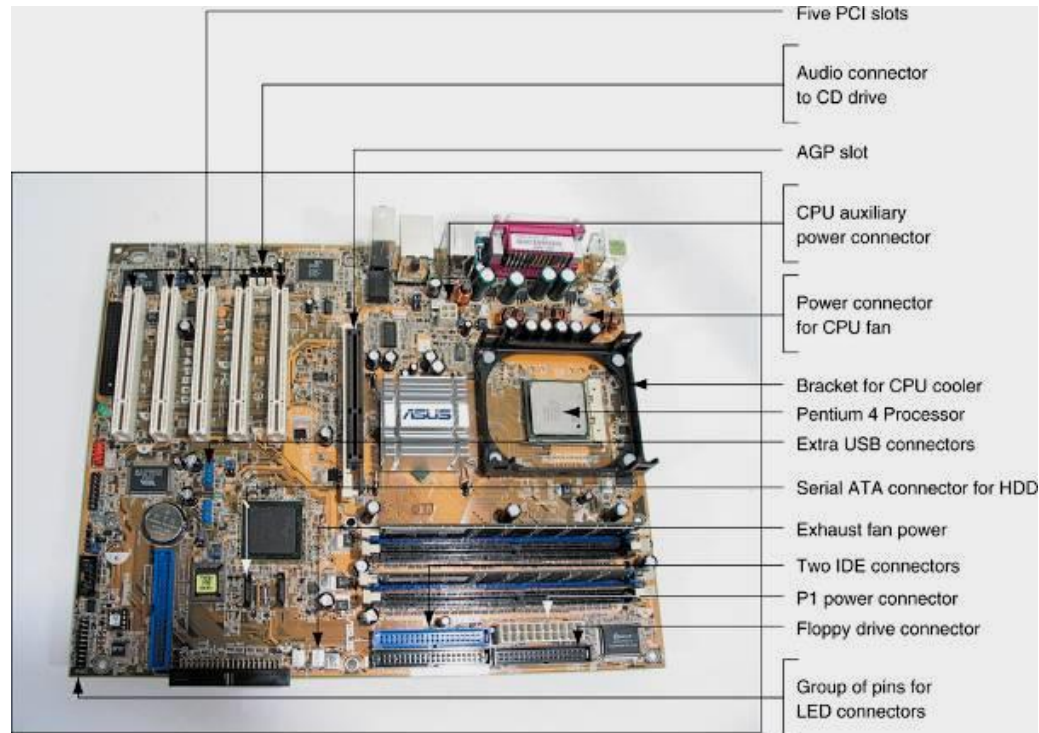 Five PCI slots
Audio connector
to CD drive
AGP slot
CPU auxiliary
power connector
Power connector
for CPU fan
Bracket for CPU cooler
Pentium 4 Processor
Extra USB connectors
Serial ATA connector for HDD
Exhaust fan power
Two IDE connectors
P1 power connector
Floppy drive connector
Group of pins for
LED connectors
ASUS